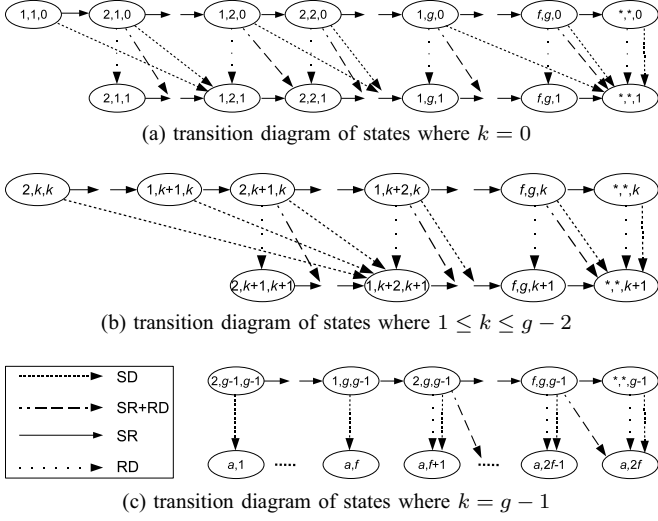 1,1,0 2,1,0 1,2,0 2,2,0 1,g,0 f,g,0 *,*,0
2,1,1 1,2,1 2,2,1 1,g,1 f,g,1 *,*,1
(a) transition diagram of states where k = 0
2,k,k 1,k+1,k 2,k+1,k 1,k+2,k f,g,k *,*,k
2,k+1,k+1 1,k+2,k+1 f,g,k+1 *,*,k+1
(b) transition diagram of states where 1 ≤ k ≤ g − 2
SD
SR+RD
SR
RD
2,g-1,g-1 1,g,g-1 2,g,g-1 f,g,g-1 *,*,g-1
a,1 ..... a,f a,f+1 ..... a,2f-1 a,2f
(c) transition diagram of states where k = g − 1